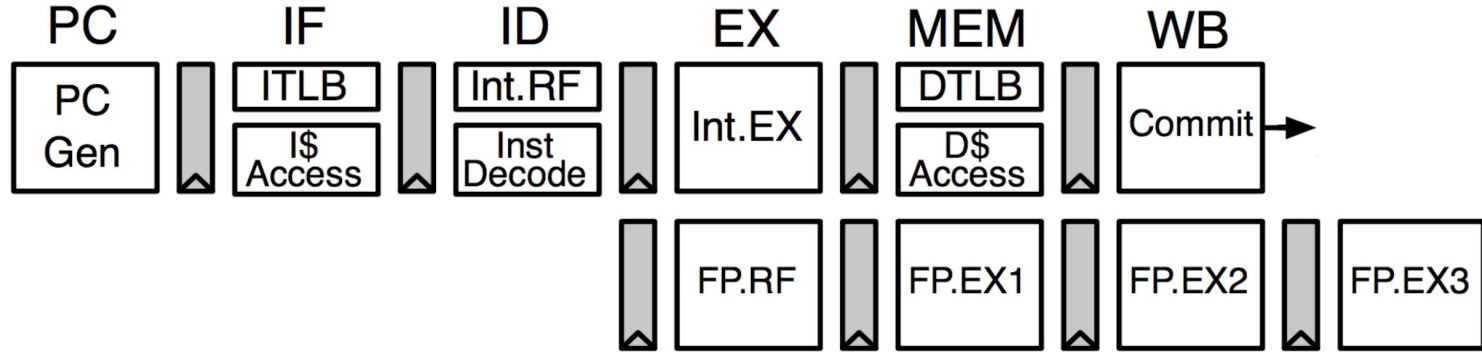 PC IF ID EX MEM WB
PC
Gen
ITLB
I$
Access
Int.RF
Inst
Decode
Int.EX
DTLB
D$
Access
Commit
FP.RF
FP.EX1
FP.EX2
FP.EX3